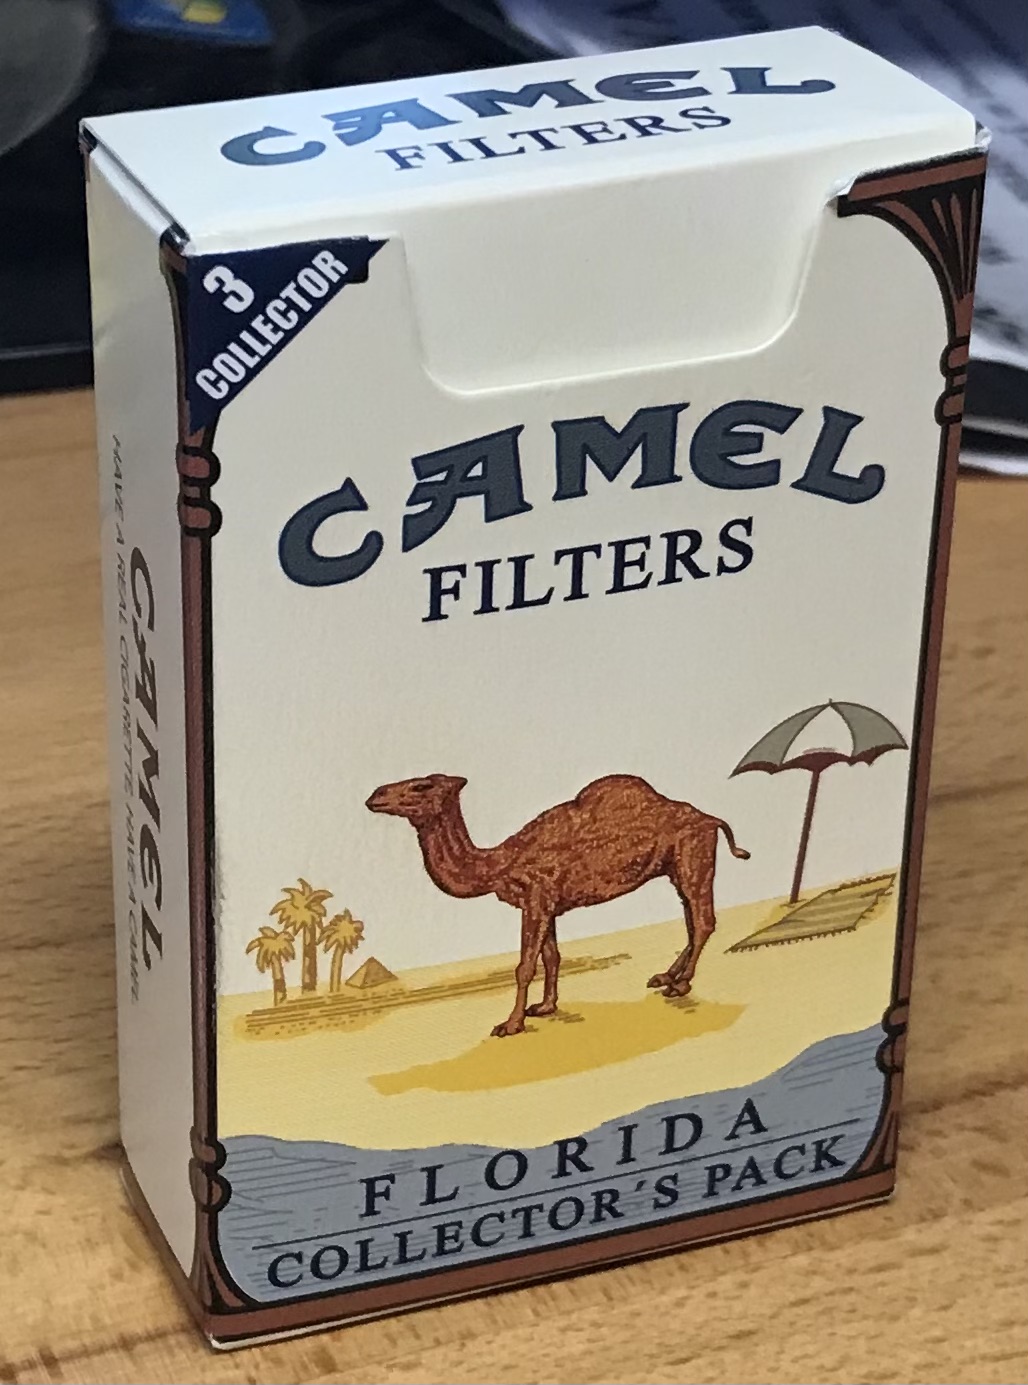 CAMEL
FILTERS
3
COLLECTOR
CAMEL
FILTERS
CAMEL
HAVE A REAL CIGARETTE HAVE A CAMEL
FLORIDA
COLLECTOR´S PACK